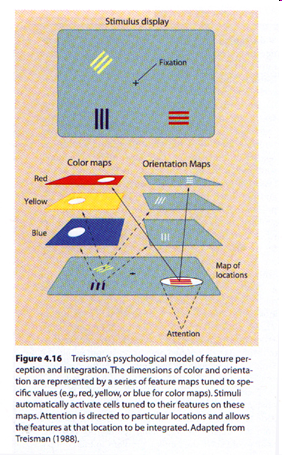 Stimulus display
Fixation
Color maps
Orientation Maps
Red
Yellow
Blue
Map of
locations
Attention
Figure 4.16 Treisman's psychological model of feature per-
ception and integration. The dimensions of color and orienta-
tion are represented by a series of feature maps tuned to spe-
cific values (e.g., red, yellow, or blue for color maps). Stimuli
automatically activate cells tuned to their features on these
maps. Attention is directed to particular locations and allows
the features at that location to be integrated. Adapted from
Treisman (1988).